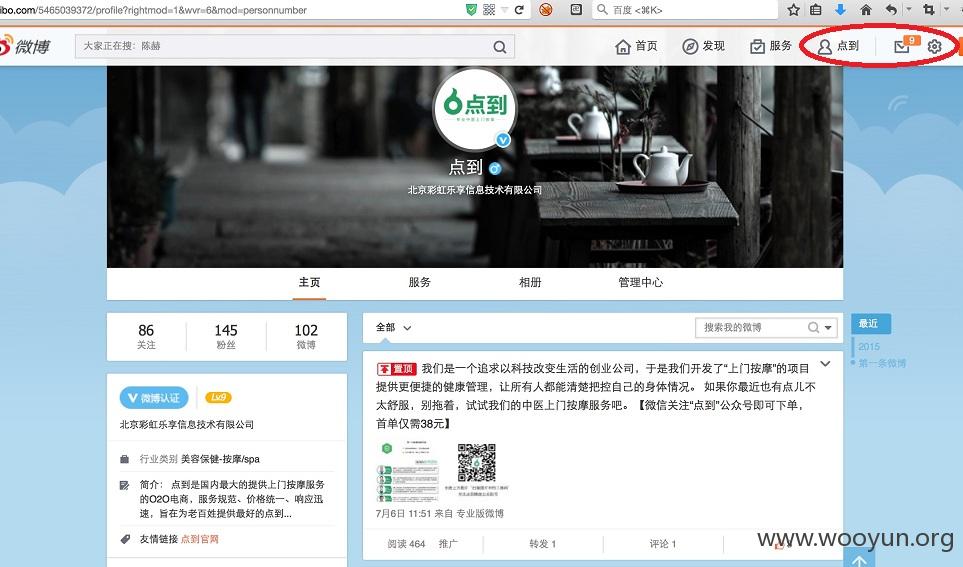 ibo.com/5465039372/profile?rightmod=1&wvr=6&mod=personnumber
百度 <⌘K>
微博
大家正在搜：陈赫
首页
发现
服务
点到
9
点到
点到
北京彩虹乐享信息技术有限公司
主页
服务
相册
管理中心
86
关注
145
粉丝
102
微博
V 微博认证
Lv9
北京彩虹乐享信息技术有限公司
行业类别 美容保健-按摩/spa
简介： 点到是国内最大的提供上门按摩服务
的O2O电商，服务规范、价格统一、响应迅
速，旨在为老百姓提供最好的点到...
友情链接 点到官网
全部
搜索我的微博
置顶 我们是一个追求以科技改变生活的创业公司，于是我们开发了“上门按摩”的项目
提供更便捷的健康管理，让所有人都能清楚把控自己的身体情况。 如果你最近也有点儿不
太舒服，别拖着，试试我们的中医上门按摩服务吧。【微信关注“点到”公众号即可下单，
首单仅需38元】
7月6日 11:51 来自 专业版微博
阅读 464
推广
转发 1
评论 1
最近
2015
第一条微博
www.wooyun.org